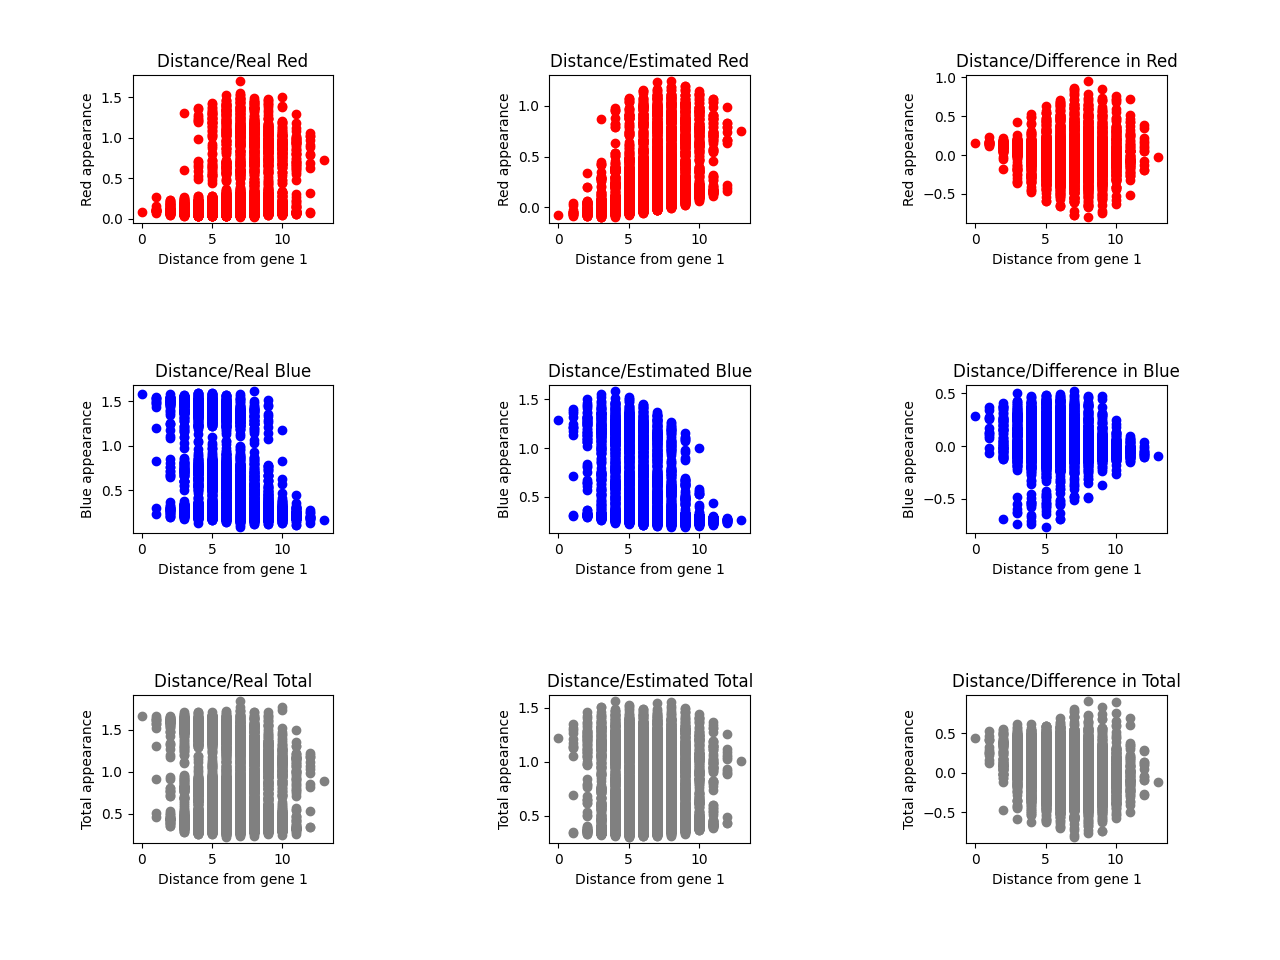 Distance/Real Red
Distance/Estimated Red
Distance/Difference in Red
Red appearance
1.5
1.0
0.5
0.0
0
5
10
Distance from gene 1
Red appearance
1.0
0.5
0.0
0
5
10
Distance from gene 1
Red appearance
1.0
0.5
0.0
−0.5
0
5
10
Distance from gene 1
Distance/Real Blue
Distance/Estimated Blue
Distance/Difference in Blue
Blue appearance
1.5
1.0
0.5
0
5
10
Distance from gene 1
Blue appearance
1.5
1.0
0.5
0
5
10
Distance from gene 1
Blue appearance
0.5
0.0
−0.5
0
5
10
Distance from gene 1
Distance/Real Total
Distance/Estimated Total
Distance/Difference in Total
Total appearance
1.5
1.0
0.5
0
5
10
Distance from gene 1
Total appearance
1.5
1.0
0.5
0
5
10
Distance from gene 1
Total appearance
0.5
0.0
−0.5
0
5
10
Distance from gene 1